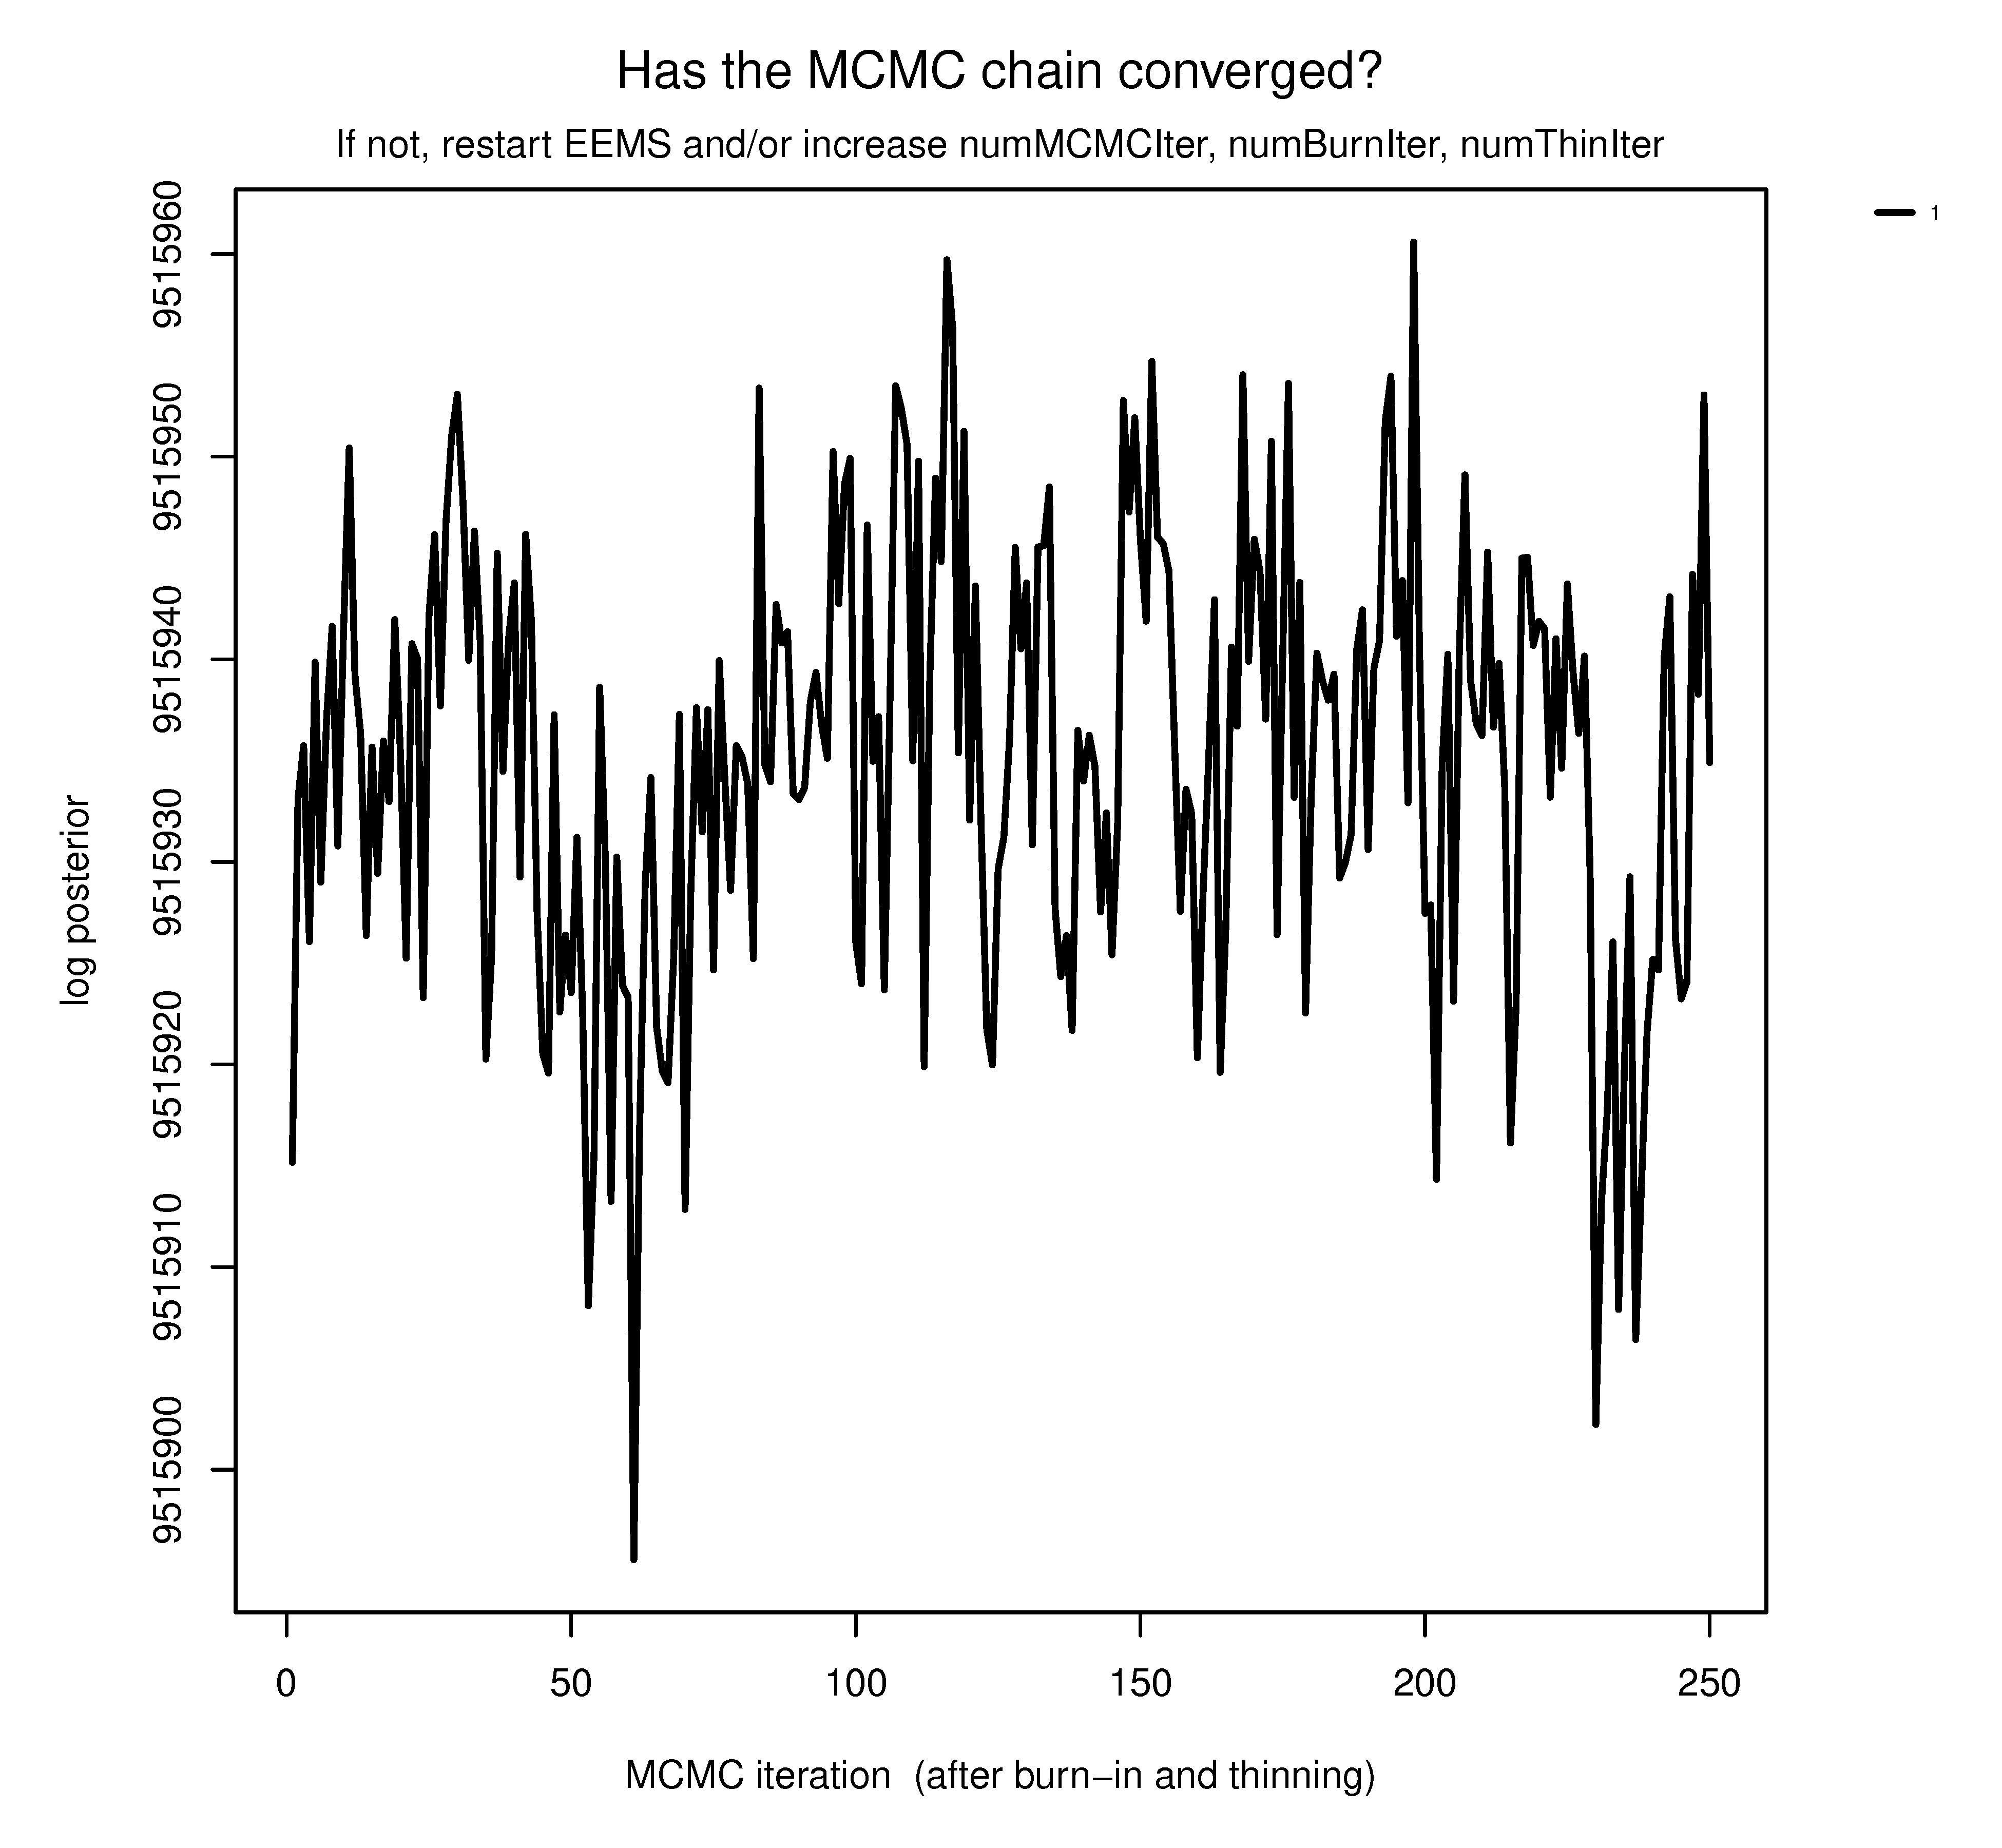 Has the MCMC chain converged?
If not, restart EEMS and/or increase numMCMCIter, numBurnIter, numThinIter
1
9515960
9515950
9515940
9515930
9515920
9515910
9515900
log posterior
0 50 100 150 200 250
MCMC iteration (after burn−in and thinning)